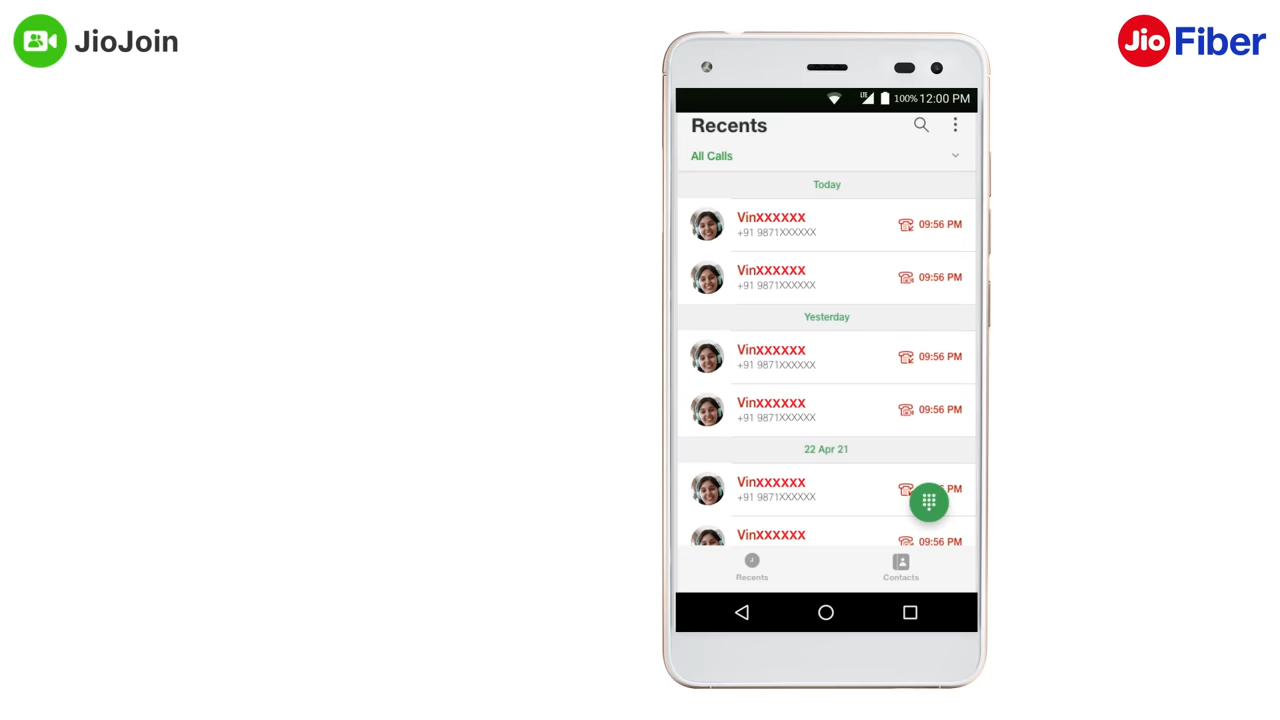 JioJoin
Jio Fiber
LTE 100% 12:00 PM
Recents
All Calls
Today
VinXXXXXX 09:56 PM
+91 9871XXXXXX
VinXXXXXX 09:56 PM
+91 9871XXXXXX
Yesterday
VinXXXXXX 09:56 PM
+91 9871XXXXXX
VinXXXXXX 09:56 PM
+91 9871XXXXXX
22 Apr 21
VinXXXXXX PM
+91 9871XXXXXX
VinXXXXXX 09:56 PM
Recents Contacts